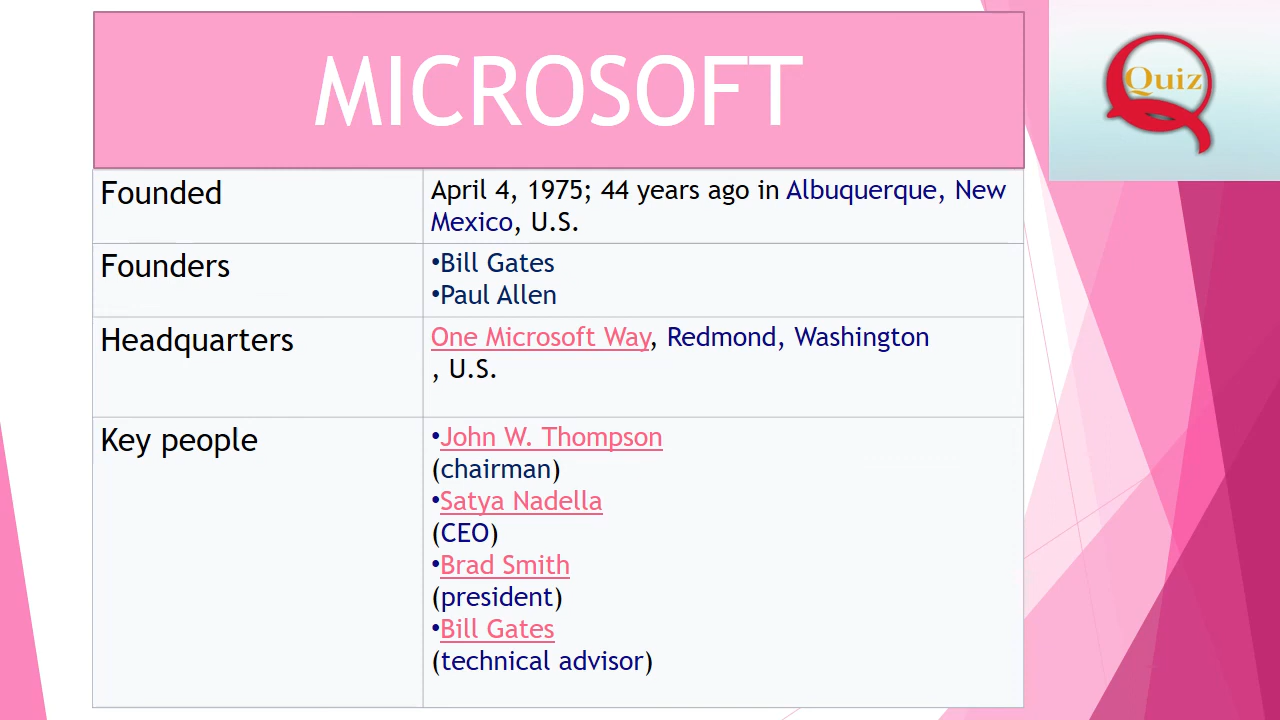 MICROSOFT
Quiz
Founded
April 4, 1975; 44 years ago in Albuquerque, New
Mexico, U.S.
Founders
•Bill Gates
•Paul Allen
Headquarters
One Microsoft Way, Redmond, Washington
, U.S.
Key people
•John W. Thompson
(chairman)
•Satya Nadella
(CEO)
•Brad Smith
(president)
•Bill Gates
(technical advisor)